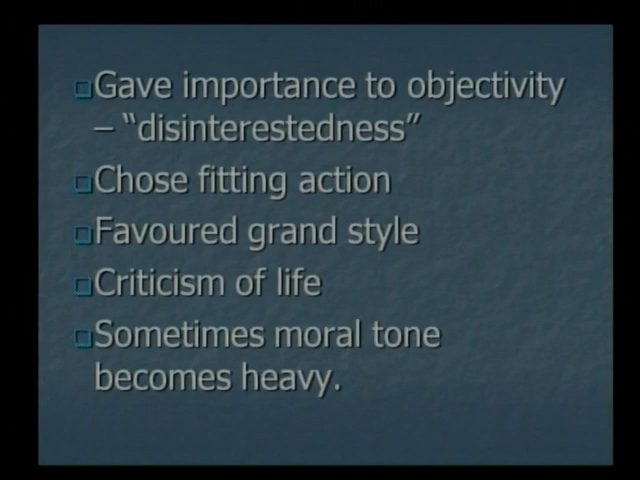 Gave importance to objectivity
– “disinterestedness”
Chose fitting action
Favoured grand style
Criticism of life
Sometimes moral tone
becomes heavy.